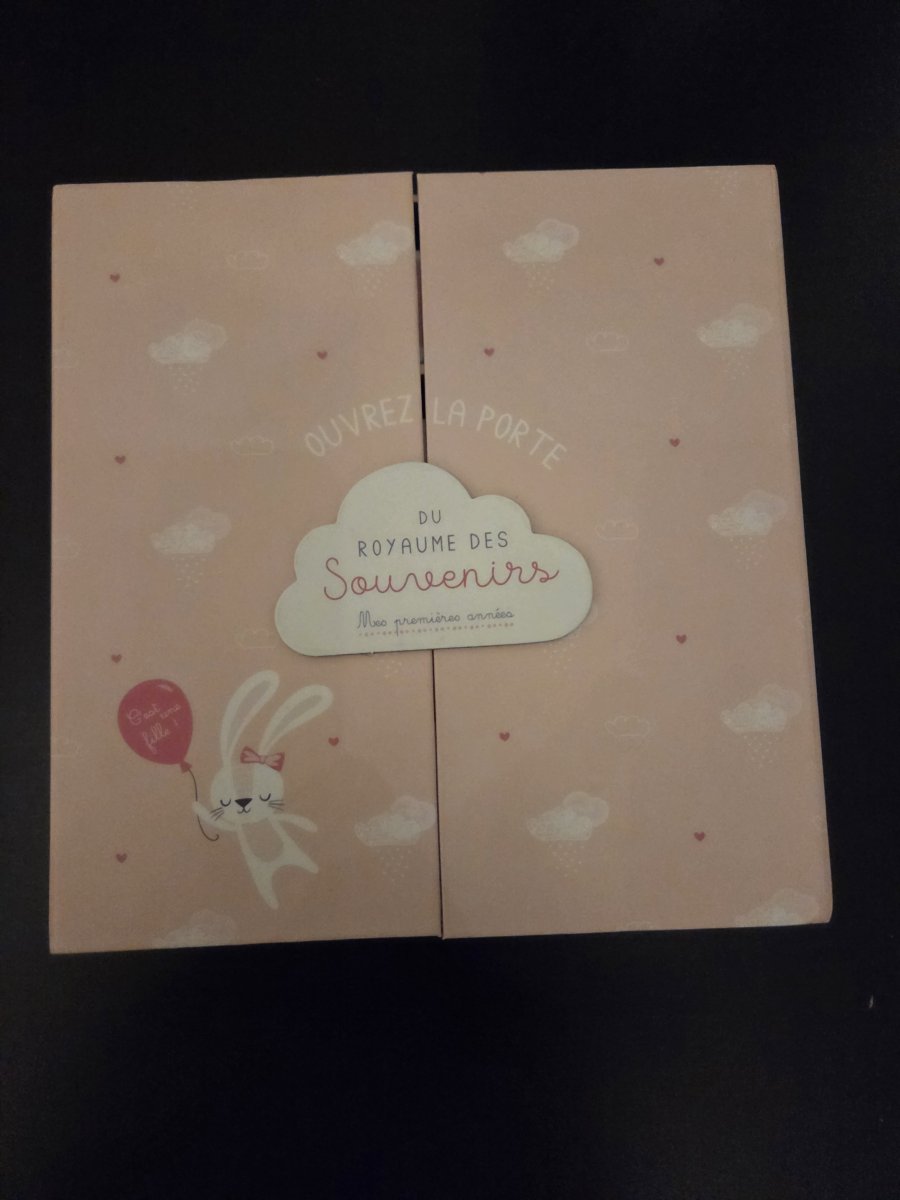 OUVREZ LA PORTE
DU
ROYAUME DES
Souvenirs
Mes premières années
C'est une
fille !